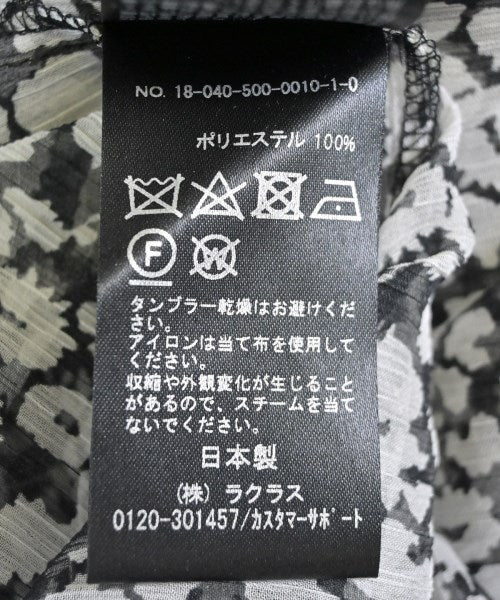 NO. 18-040-500-0010-1-0
ポリエステル 100%
F
W
タンブラー乾燥はお避けくだ
さい。
アイロンは当て布を使用して
ください。
収縮や外観変化が生じること
があるので、スチームを当て
ないでください。
日本製
(株) ラクラス
0120-301457/カスタマーサポート